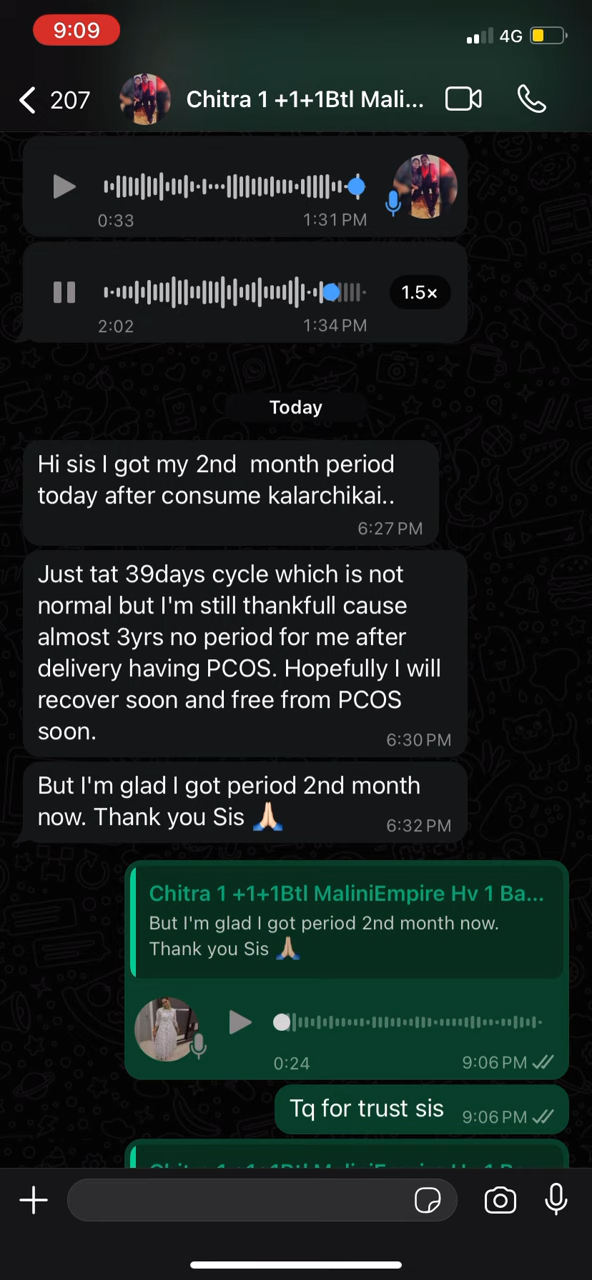 9:09
4G
207 Chitra 1 +1+1Btl Mali...
0:33 1:31 PM
1.5×
2:02 1:34 PM
Today
Hi sis I got my 2nd month period
today after consume kalarchikai..
6:27 PM
Just tat 39days cycle which is not
normal but I'm still thankfull cause
almost 3yrs no period for me after
delivery having PCOS. Hopefully I will
recover soon and free from PCOS
soon.
6:30 PM
But I'm glad I got period 2nd month
now. Thank you Sis 🙏🏻
6:32 PM
Chitra 1 +1+1Btl MaliniEmpire Hv 1 Ba...
But I'm glad I got period 2nd month now.
Thank you Sis 🙏🏻
0:24 9:06 PM
Tq for trust sis 9:06 PM